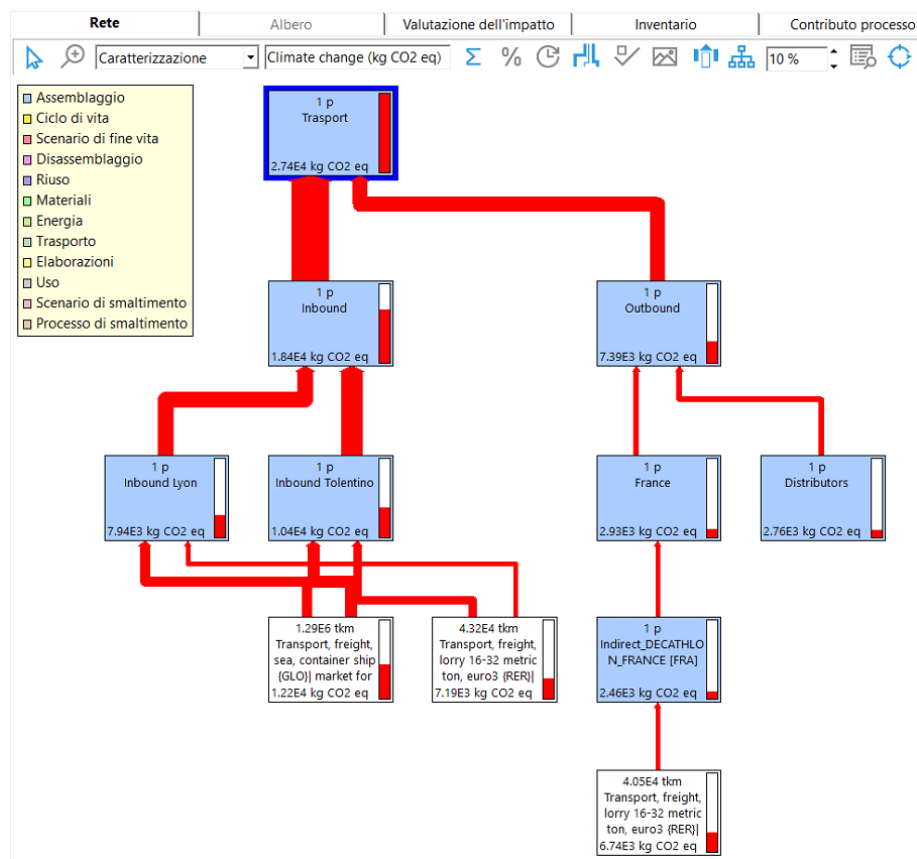 Rete
Albero
Valutazione dell'impatto
Inventario
Contributo processo
Caratterizzazione
Climate change (kg CO2 eq)
Σ
%
10 %
Assemblaggio
Ciclo di vita
Scenario di fine vita
Disassemblaggio
Riuso
Materiali
Energia
Trasporto
Elaborazioni
Uso
Scenario di smaltimento
Processo di smaltimento
1 p
Trasport
2.74E4 kg CO2 eq
1 p
Inbound
1.84E4 kg CO2 eq
1 p
Outbound
7.39E3 kg CO2 eq
1 p
Inbound Lyon
7.94E3 kg CO2 eq
1 p
Inbound Tolentino
1.04E4 kg CO2 eq
1 p
France
2.93E3 kg CO2 eq
1 p
Distributors
2.76E3 kg CO2 eq
1.29E6 tkm
Transport, freight,
sea, container ship
{GLO}| market for
1.22E4 kg CO2 eq
4.32E4 tkm
Transport, freight,
lorry 16-32 metric
ton, euro3 {RER}|
7.19E3 kg CO2 eq
1 p
Indirect_DECATHLO
N_FRANCE [FRA]
2.46E3 kg CO2 eq
4.05E4 tkm
Transport, freight,
lorry 16-32 metric
ton, euro3 {RER}|
6.74E3 kg CO2 eq